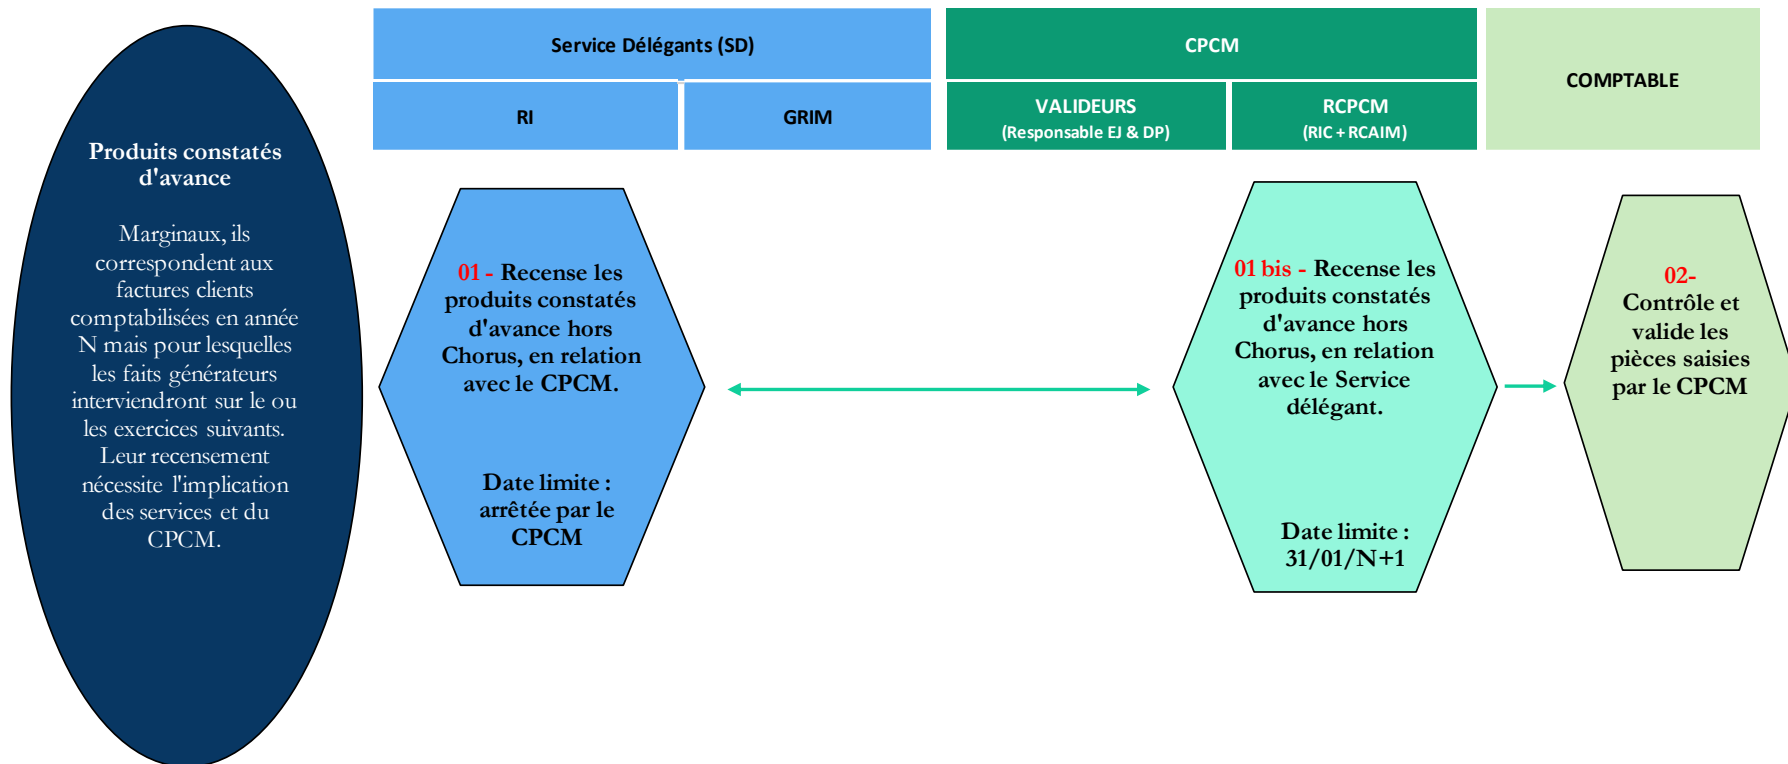 Service Délégants (SD)
CPCM
COMPTABLE
RI
GRIM
VALIDEURS
(Responsable EJ & DP)
RCPCM
(RIC + RCAIM)
Produits constatés
d'avance
Marginaux, ils
correspondent aux
factures clients
comptabilisées en année
N mais pour lesquelles
les faits générateurs
interviendront sur le ou
les exercices suivants.
Leur recensement
nécessite l'implication
des services et du
CPCM.
01 - Recense les
produits constatés
d'avance hors
Chorus, en relation
avec le CPCM.
Date limite :
arrêtée par le
CPCM
01 bis - Recense les
produits constatés
d'avance hors
Chorus, en relation
avec le Service
délégant.
Date limite :
31/01/N+1
02-
Contrôle et
valide les
pièces saisies
par le CPCM